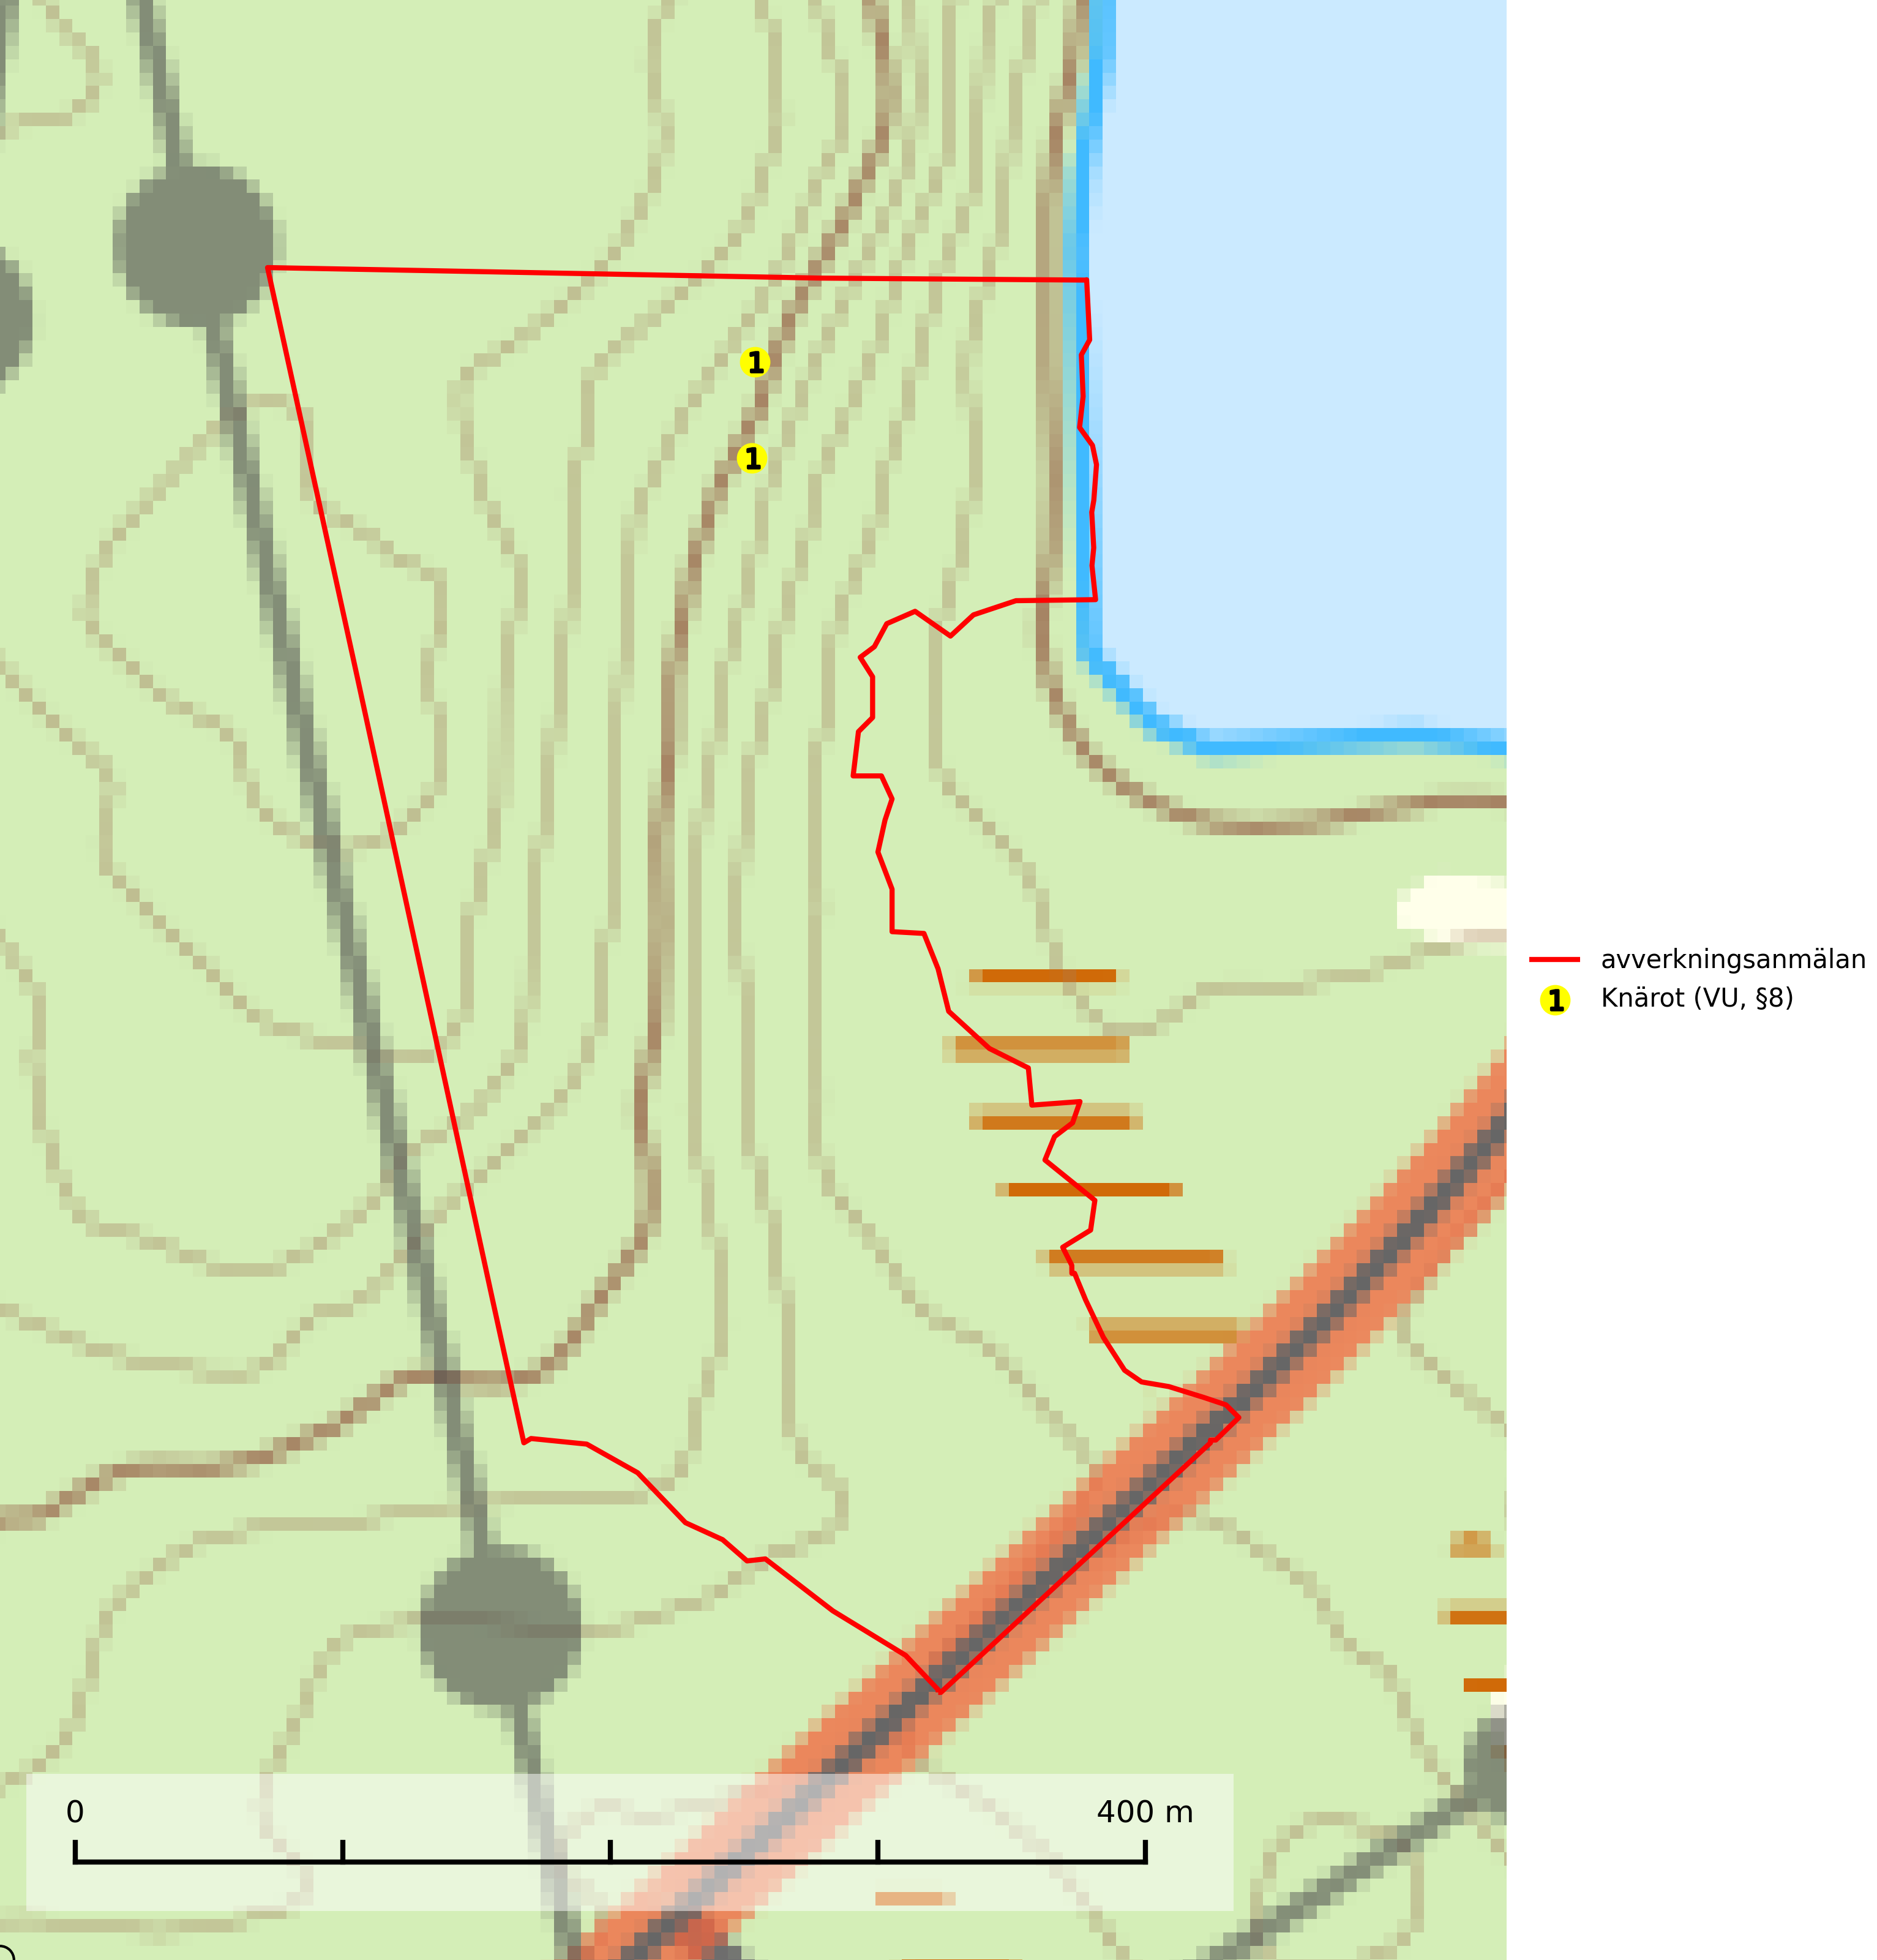 1
1
avverkningsanmälan
1 Knärot (VU, §8)
0 400 m